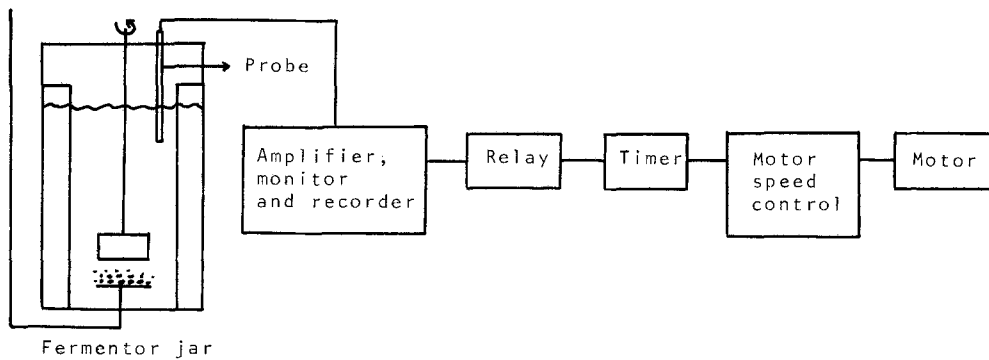 Probe
Amplifier,
monitor
and recorder
Relay
Timer
Motor
speed
control
Motor
Fermentor jar